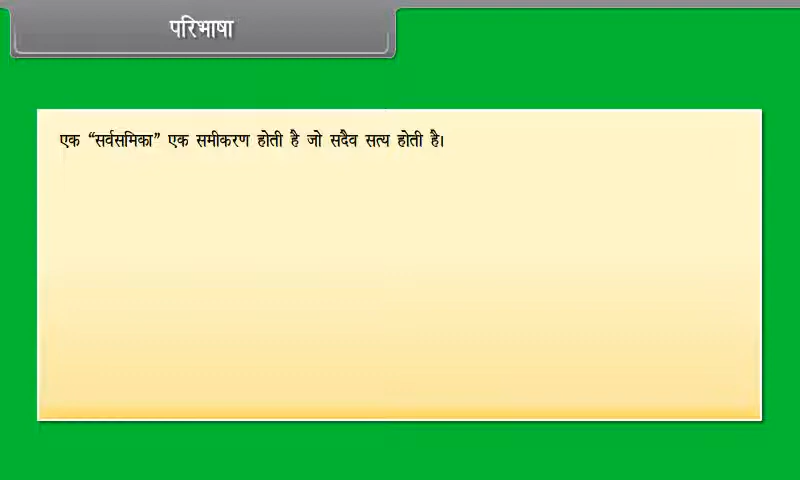 परिभाषा
एक “सर्वसमिका” एक समीकरण होती है जो सदैव सत्य होती है।